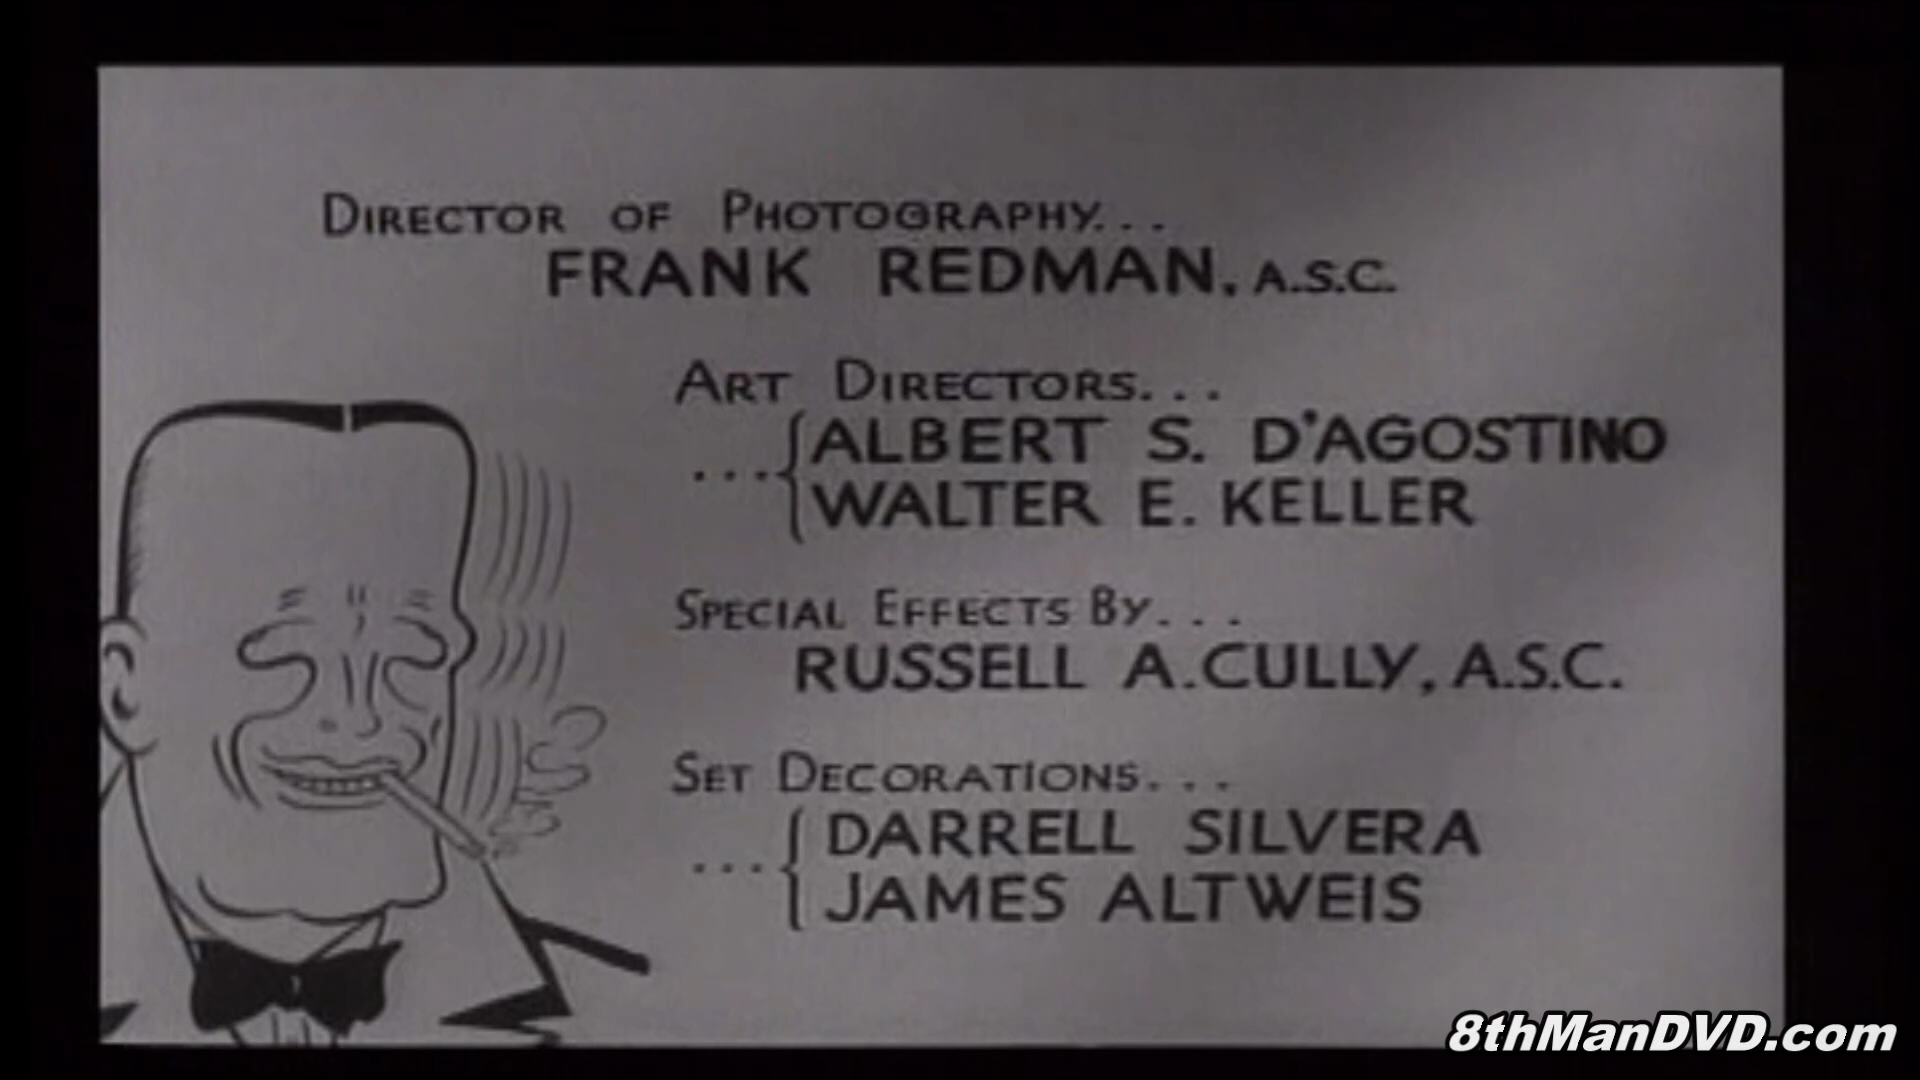 DIRECTOR OF PHOTOGRAPHY...
FRANK REDMAN, A.S.C.
ART DIRECTORS...
...{ALBERT S. D'AGOSTINO
WALTER E. KELLER
SPECIAL EFFECTS BY...
RUSSELL A. CULLY, A.S.C.
SET DECORATIONS...
...{DARRELL SILVERA
JAMES ALTWEIS
8thManDVD.com